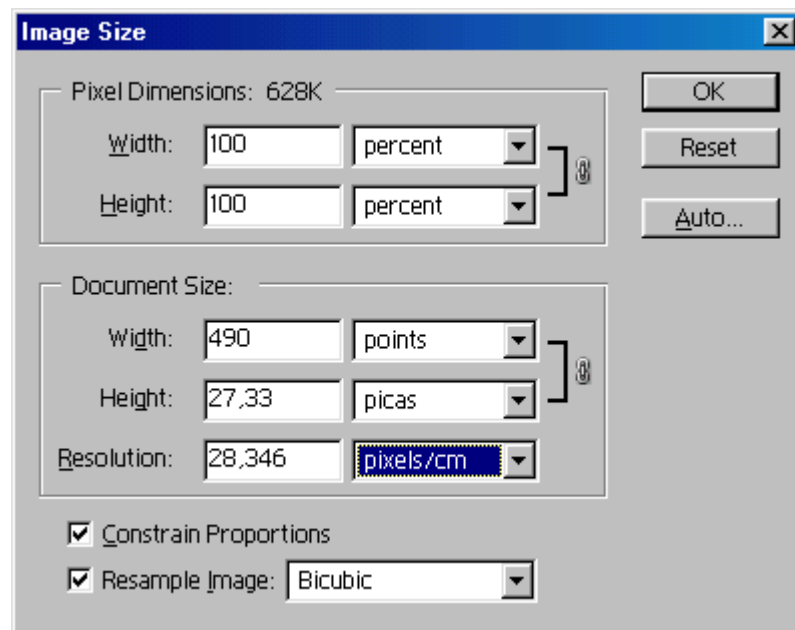 Image Size
Pixel Dimensions: 628K
OK
Width: 100 percent
Reset
Height: 100 percent
Auto...
Document Size:
Width: 490 points
Height: 27,33 picas
Resolution: 28,346 pixels/cm
Constrain Proportions
Resample Image: Bicubic